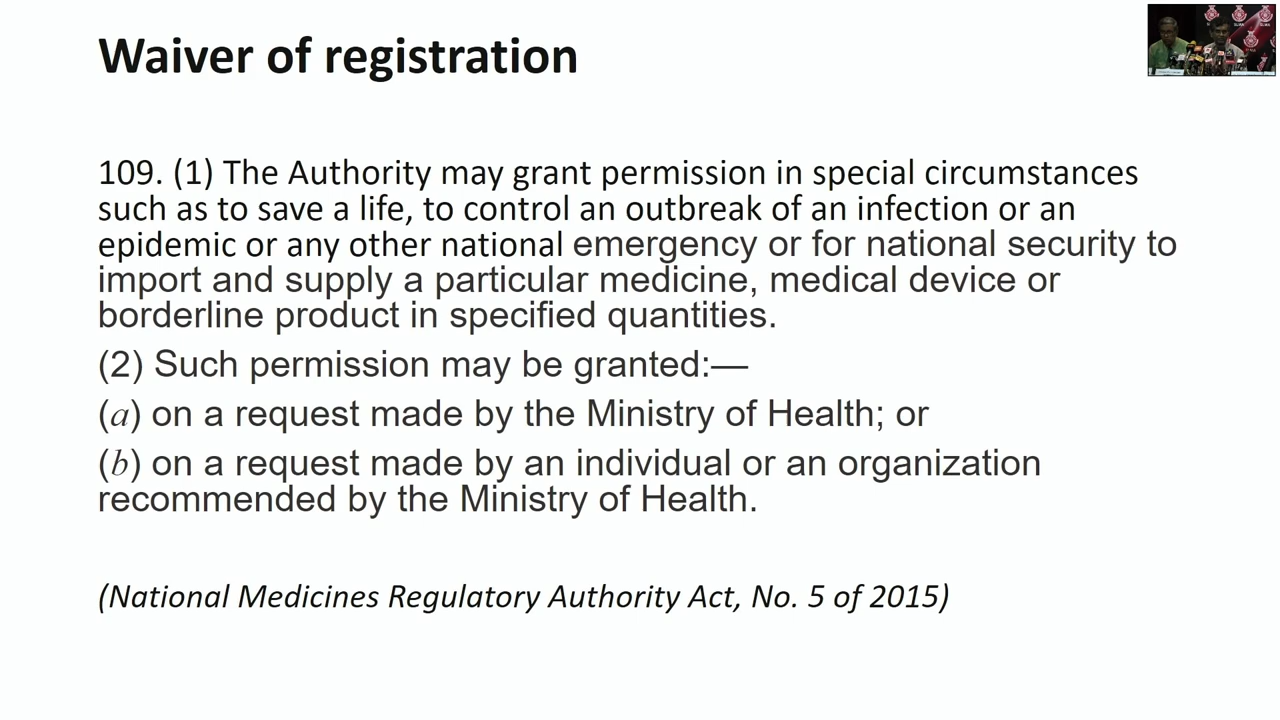 Waiver of registration
109. (1) The Authority may grant permission in special circumstances
such as to save a life, to control an outbreak of an infection or an
epidemic or any other national emergency or for national security to
import and supply a particular medicine, medical device or
borderline product in specified quantities.
(2) Such permission may be granted:—
(a) on a request made by the Ministry of Health; or
(b) on a request made by an individual or an organization
recommended by the Ministry of Health.
(National Medicines Regulatory Authority Act, No. 5 of 2015)